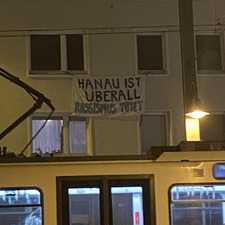 HANAU IST
ÜBERALL
RASSISMUS TÖTET